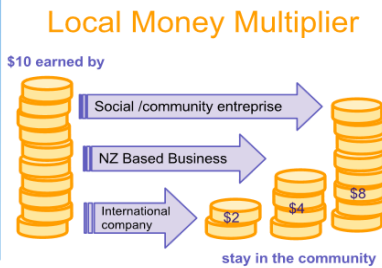 Local Money Multiplier
$10 earned by
Social /community entreprise
NZ Based Business
International
company
$2
$4
$8
stay in the community